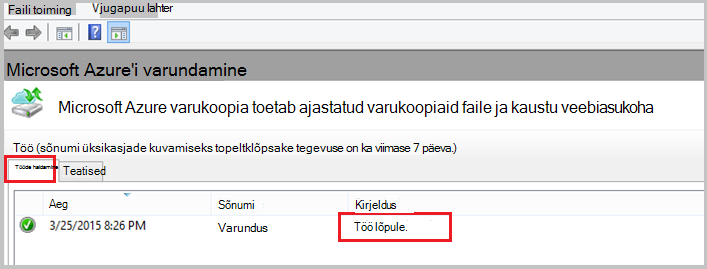 Faili toiming Vjugapuu lahter
Microsoft Azure'i varundamine
Microsoft Azure varukoopia toetab ajastatud varukoopiaid faile ja kaustu veebiasukoha
Töö (sõnumi üksikasjade kuvamiseks topeltklõpsake tegevuse on ka viimase 7 päeva.)
Tööde haldamine Teatised
Aeg Sõnumi Kirjeldus
3/25/2015 8:26 PM Varundus Töö lõpule.